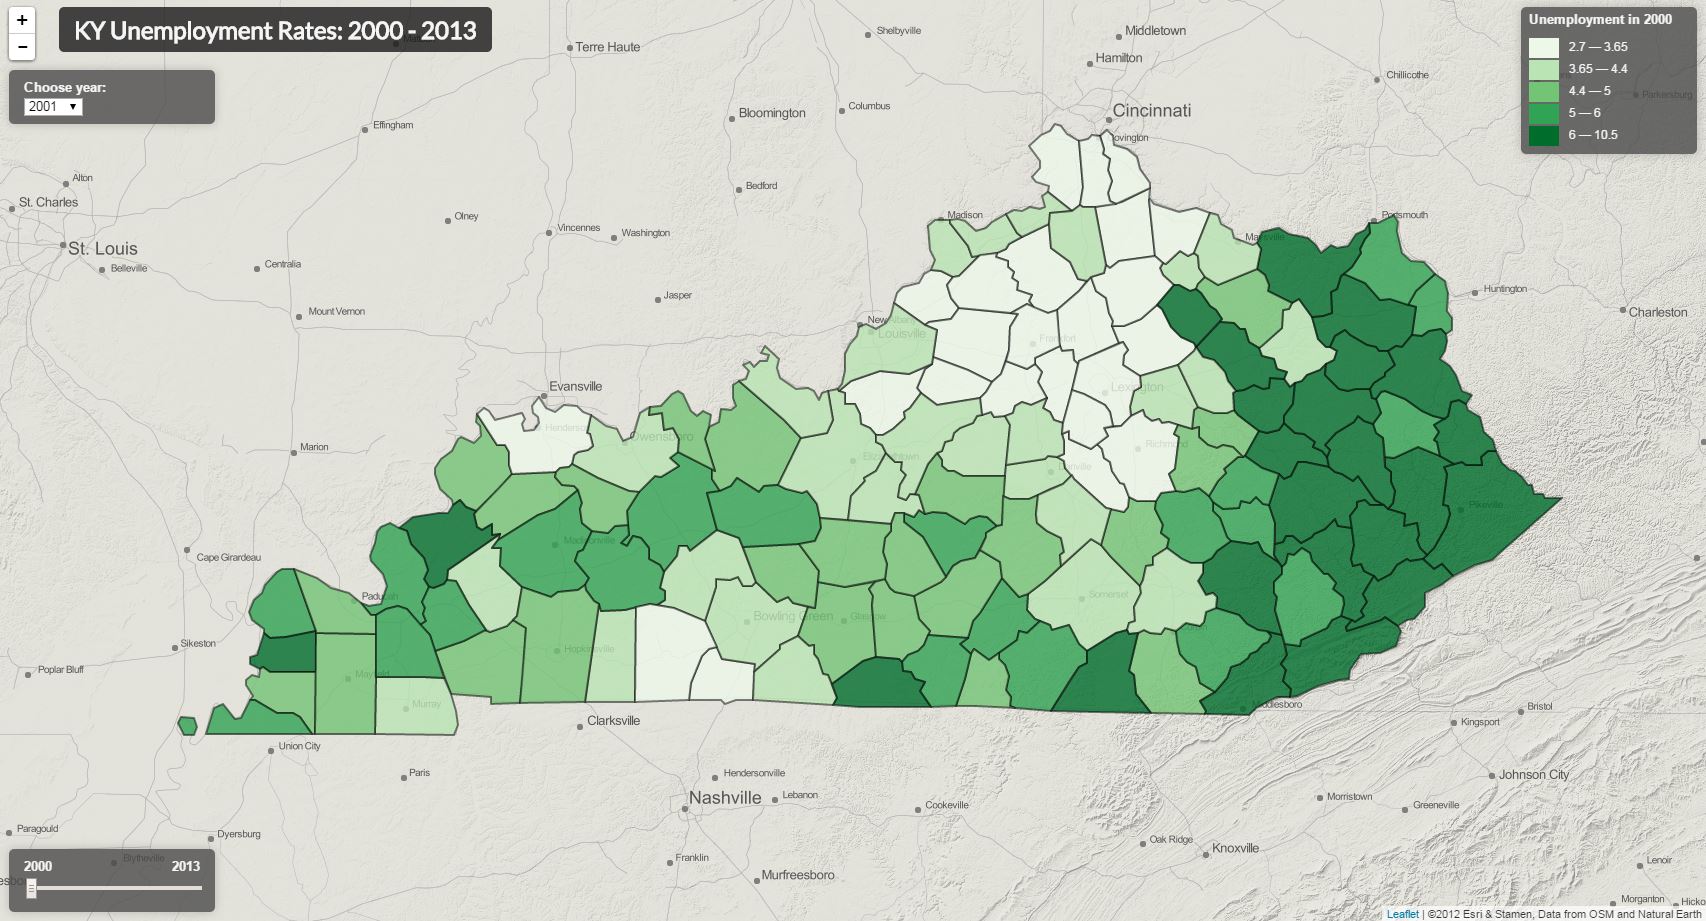 +
−
KY Unemployment Rates: 2000 - 2013
Choose year:
2001
Unemployment in 2000
2.7 — 3.65
3.65 — 4.4
4.4 — 5
5 — 6
6 — 10.5
Shelbyville
Middletown
Terre Haute
Hamilton
Chillicothe
Parkersburg
Columbus
Bloomington
Cincinnati
Effingham
ovington
Alton
Bedford
St. Charles
Olney
Madison
Portsmouth
Vincennes
Washington
Maysville
St. Louis
Belleville
Centralia
Jasper
Huntington
Mount Vernon
Charleston
New Albany
Louisville
Frankfort
Evansville
Lexington
Henderson
Owensboro
Marion
Richmond
Elizabethtown
Danville
Pikeville
Madisonville
Cape Girardeau
Paducah
Somerset
Bowling Green
Glasgow
Sikeston
Hopkinsville
Poplar Bluff
Mayfield
Murray
Middlesboro
Bristol
Clarksville
Kingsport
Union City
Paris
Hendersonville
Johnson City
Nashville
Lebanon
Morristown
Cookeville
Greeneville
Paragould
Dyersburg
Oak Ridge
Knoxville
Blytheville
Franklin
Lenoir
2000
2013
Murfreesboro
Morganton
Leaflet | ©2012 Esri & Stamen, Data from OSM and Natural Eart